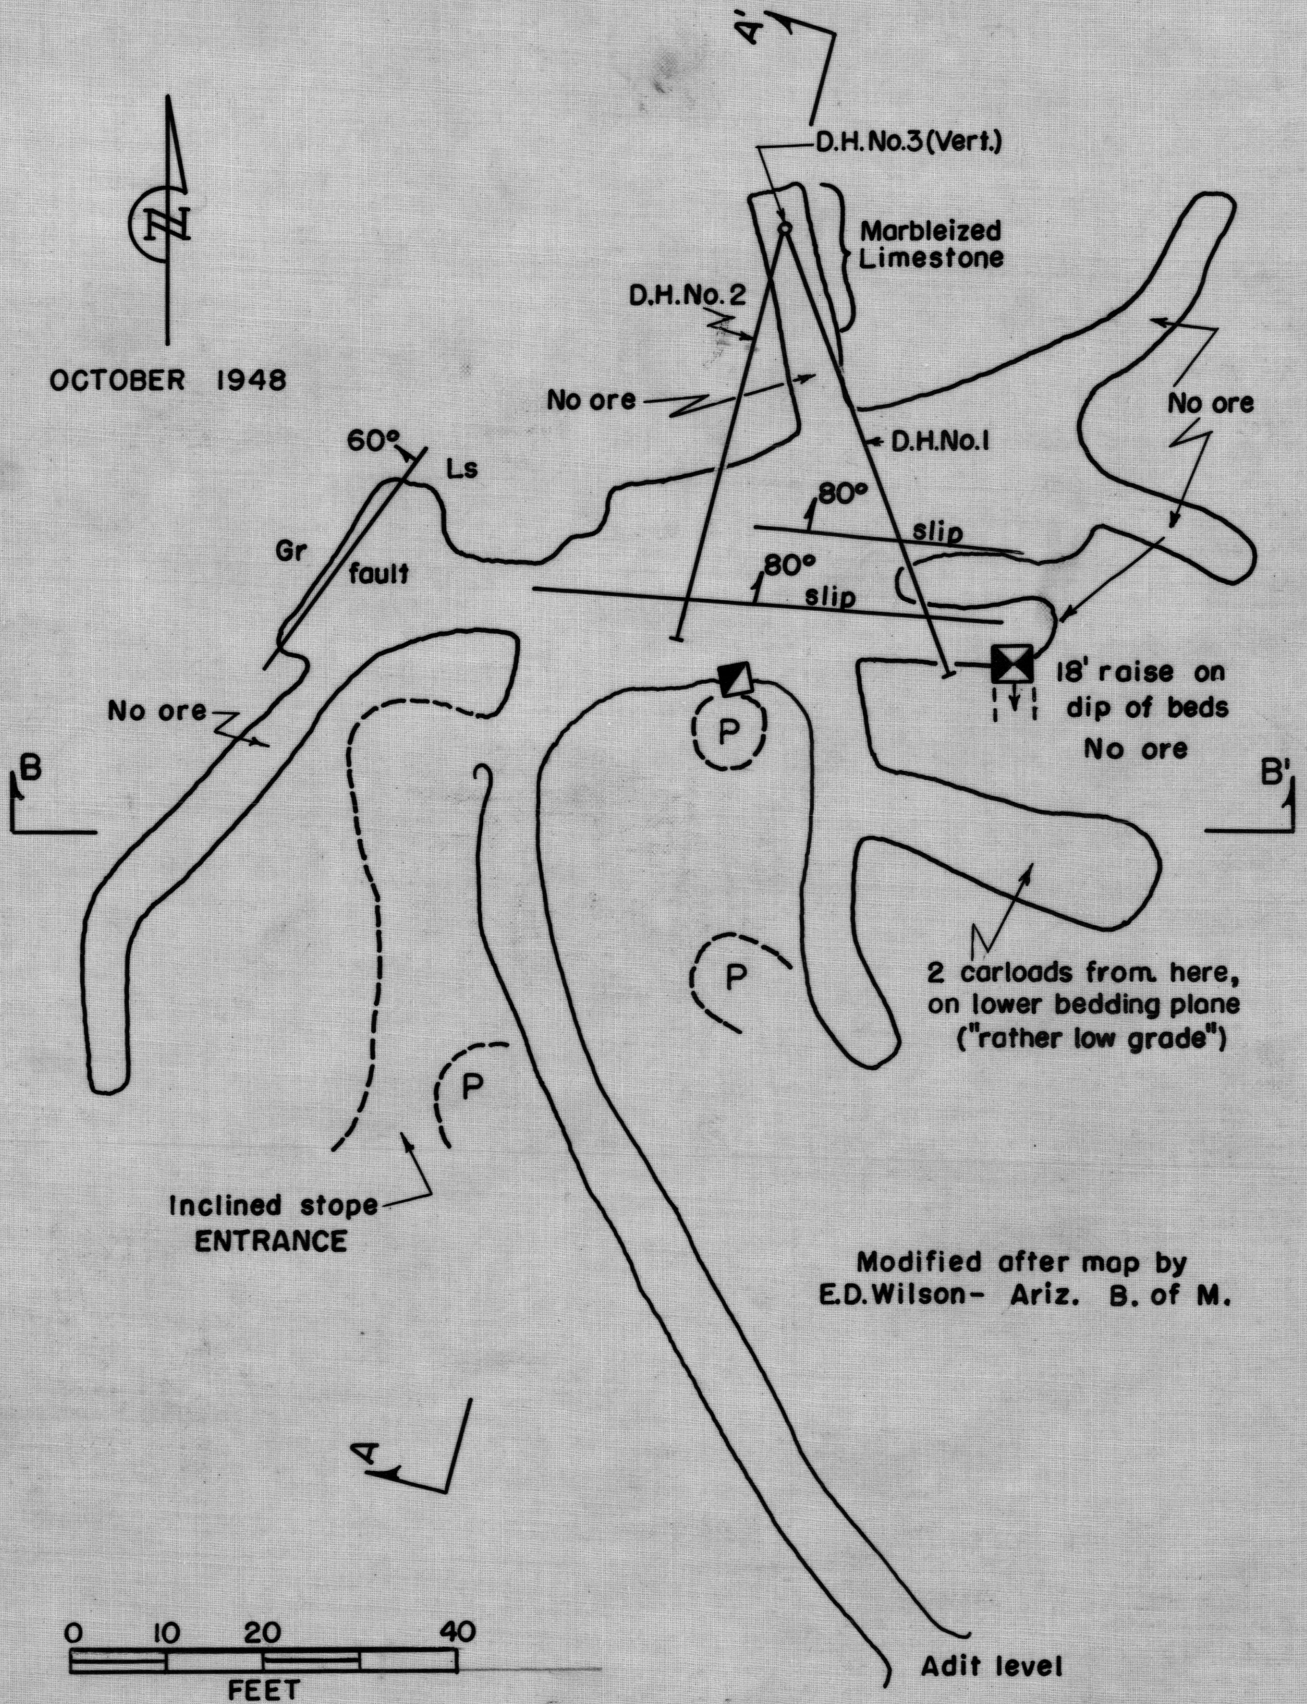 A'
D.H.No.3(Vert.)
N
Marbleized
Limestone
D.H.No.2
OCTOBER 1948
No ore
No ore
60°
Ls
D.H.No.1
80°
slip
Gr
fault
80°
slip
18' raise on
dip of beds
No ore
No ore
P
B
B'
P
2 carloads from here,
on lower bedding plane
("rather low grade")
P
Inclined stope
ENTRANCE
Modified after map by
E.D.Wilson- Ariz. B. of M.
A
0 10 20 40
FEET
Adit level